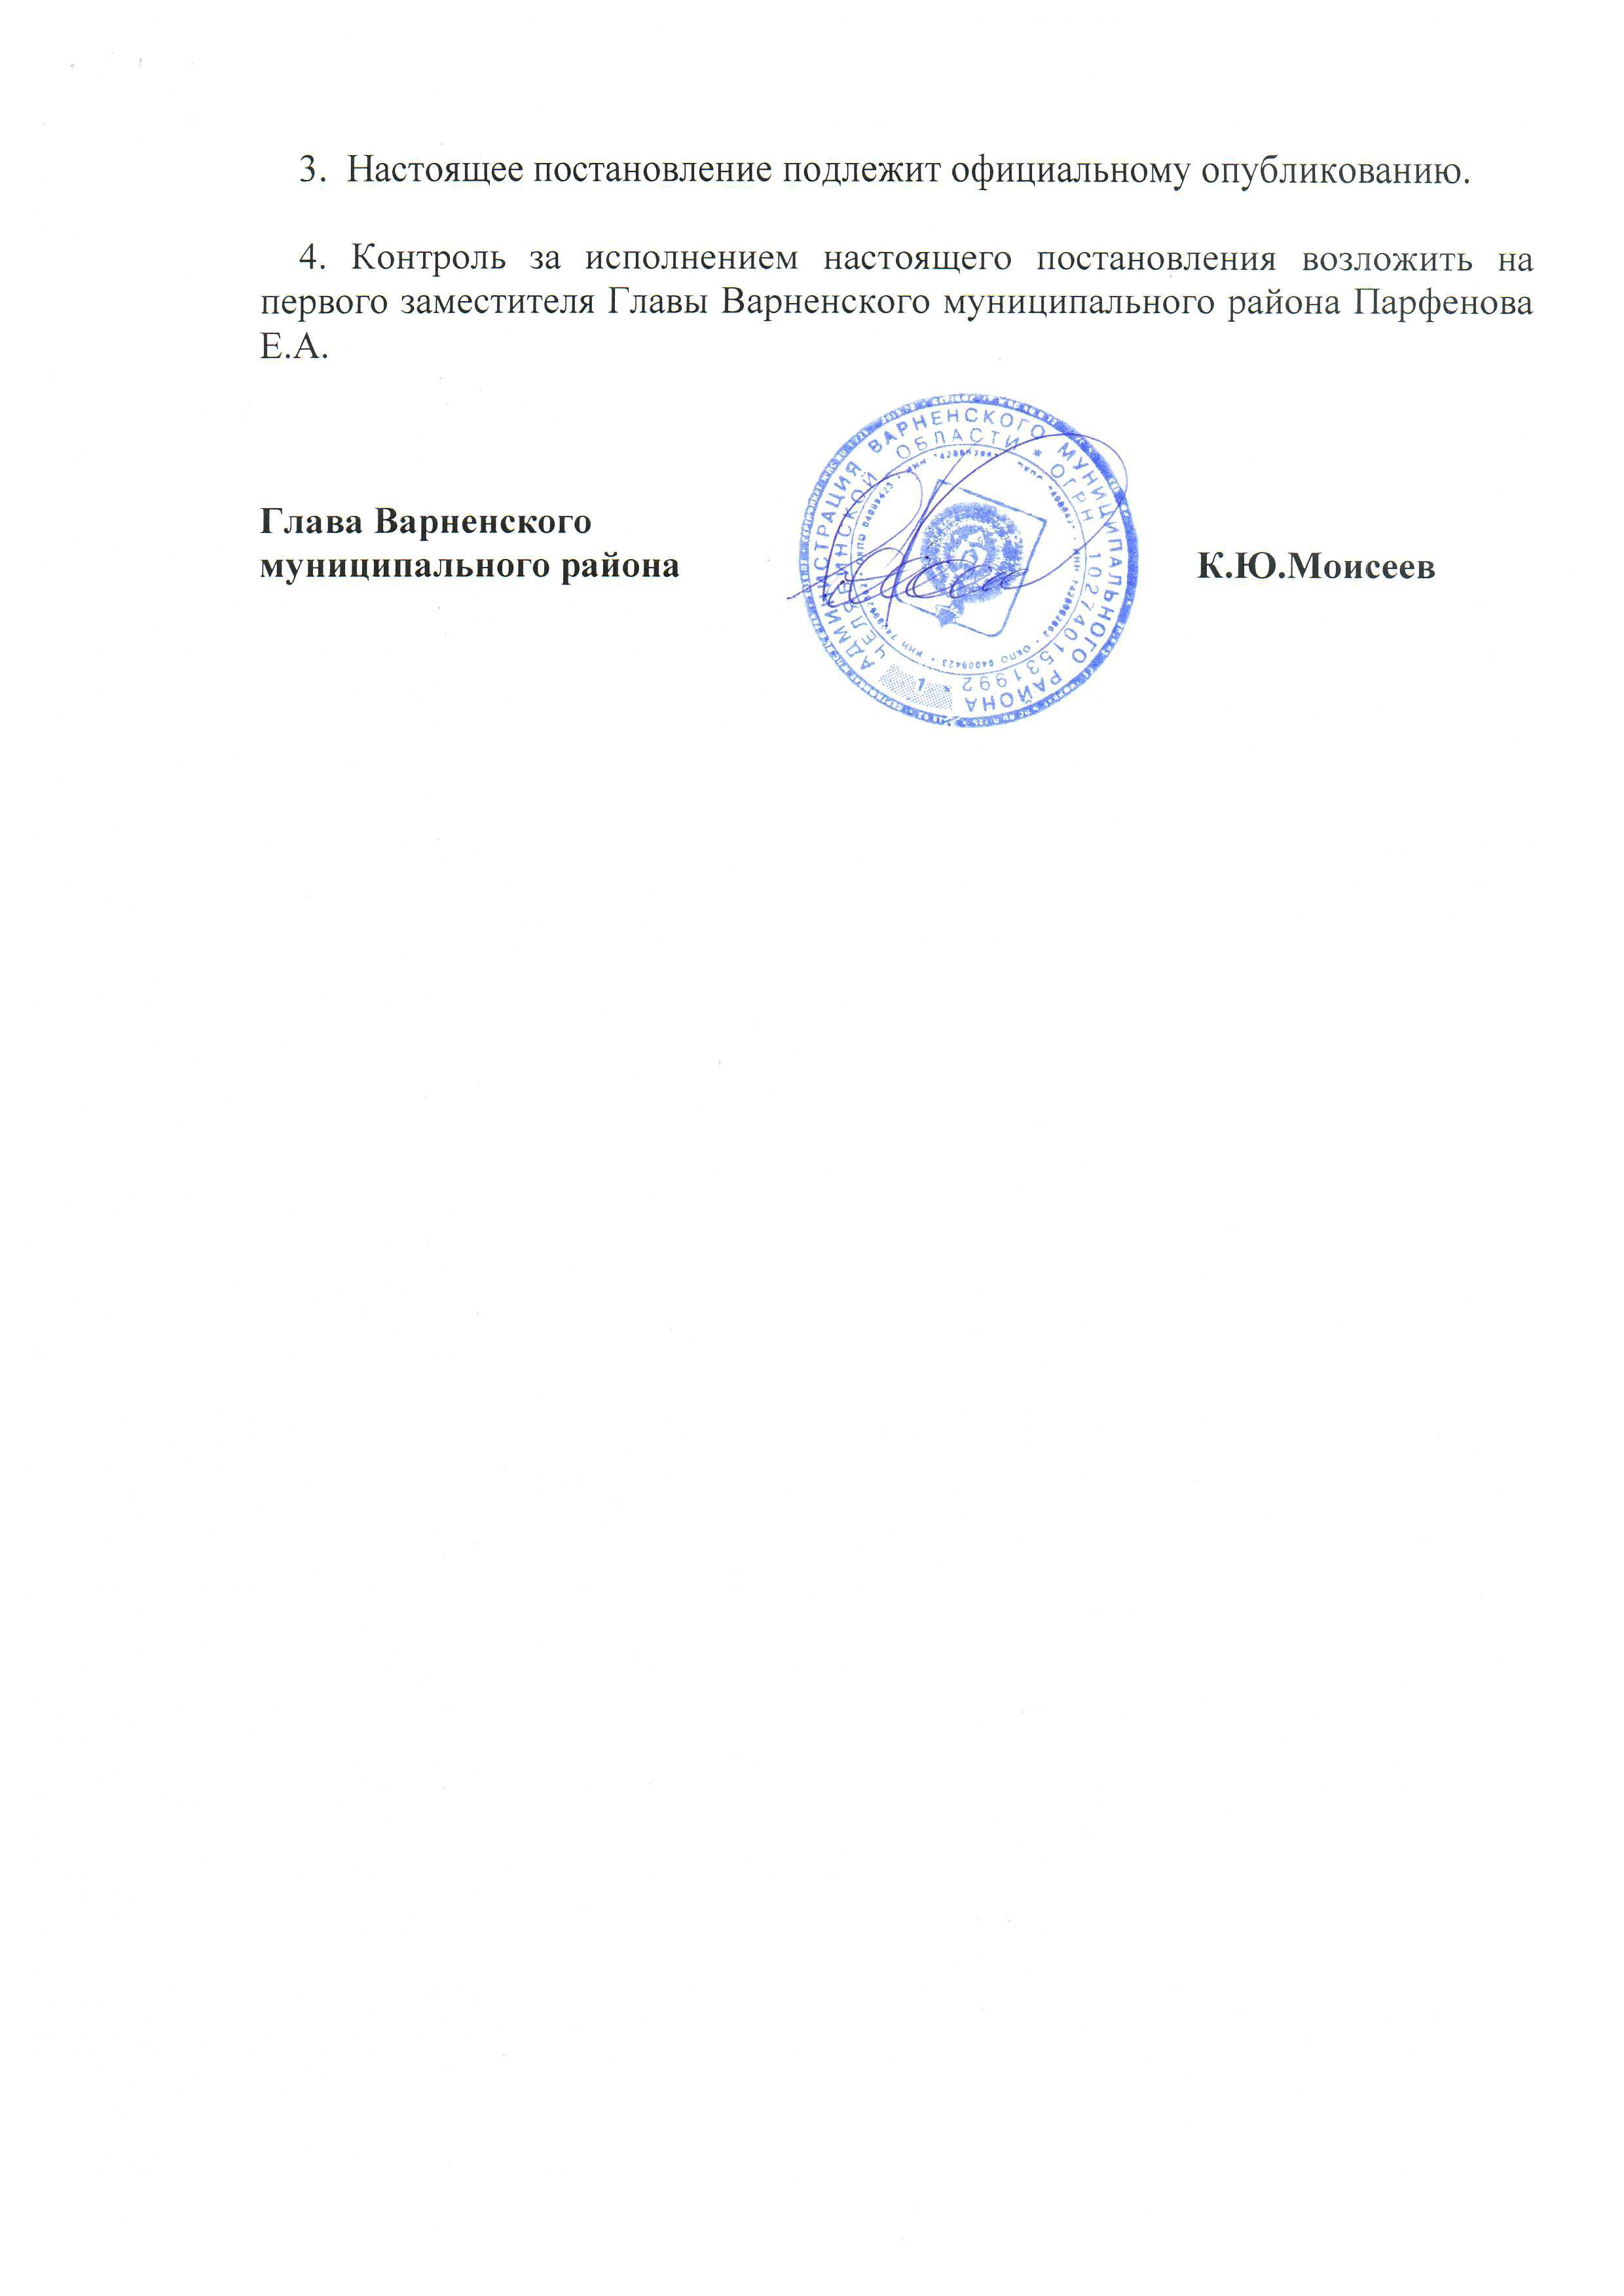 3. Настоящее постановление подлежит официальному опубликованию.
4. Контроль за исполнением настоящего постановления возложить на
первого заместителя Главы Варненского муниципального района Парфенова
Е.А.
АДМИНИСТРАЦИЯ ВАРНЕНСКОГО МУНИЦИПАЛЬНОГО РАЙОНА
ЧЕЛЯБИНСКОЙ ОБЛАСТИ * ОГРН 1027401531992
1
Глава Варненского
муниципального района К.Ю.Моисеев